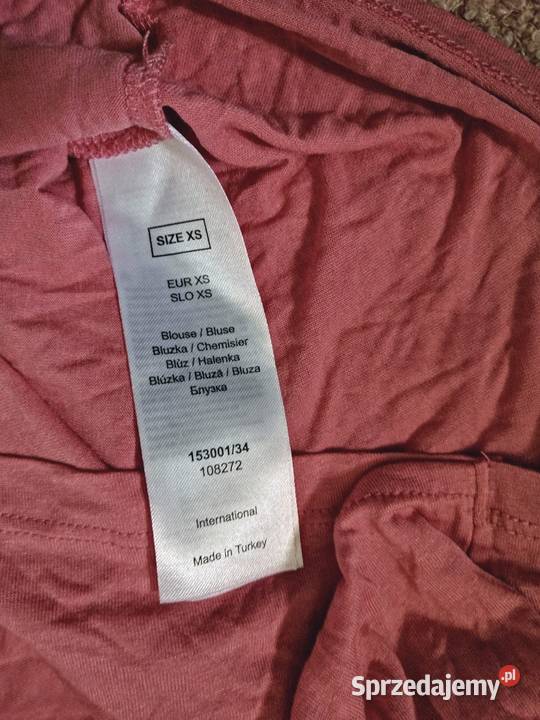 SIZE XS
EUR XS
SLO XS
Blouse / Bluse
Bluzka / Chemisier
Blùz / Halenka
Blúzka / Bluză / Bluza
Блузка
153001/34
108272
International
Made in Turkey
Sprzedajemy.pl